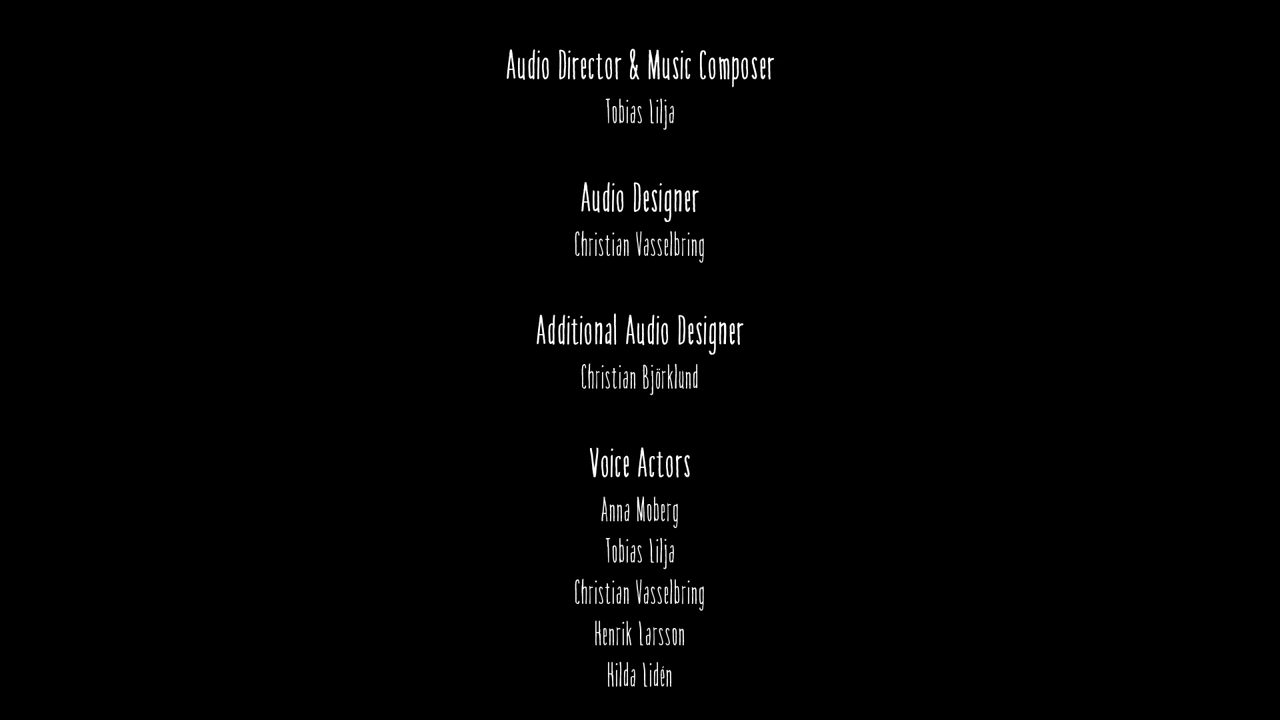 Audio Director & Music Composer
Tobias Lilja
Audio Designer
Christian Vasselbring
Additional Audio Designer
Christian Björklund
Voice Actors
Anna Moberg
Tobias Lilja
Christian Vasselbring
Henrik Larsson
Hilda Lidén